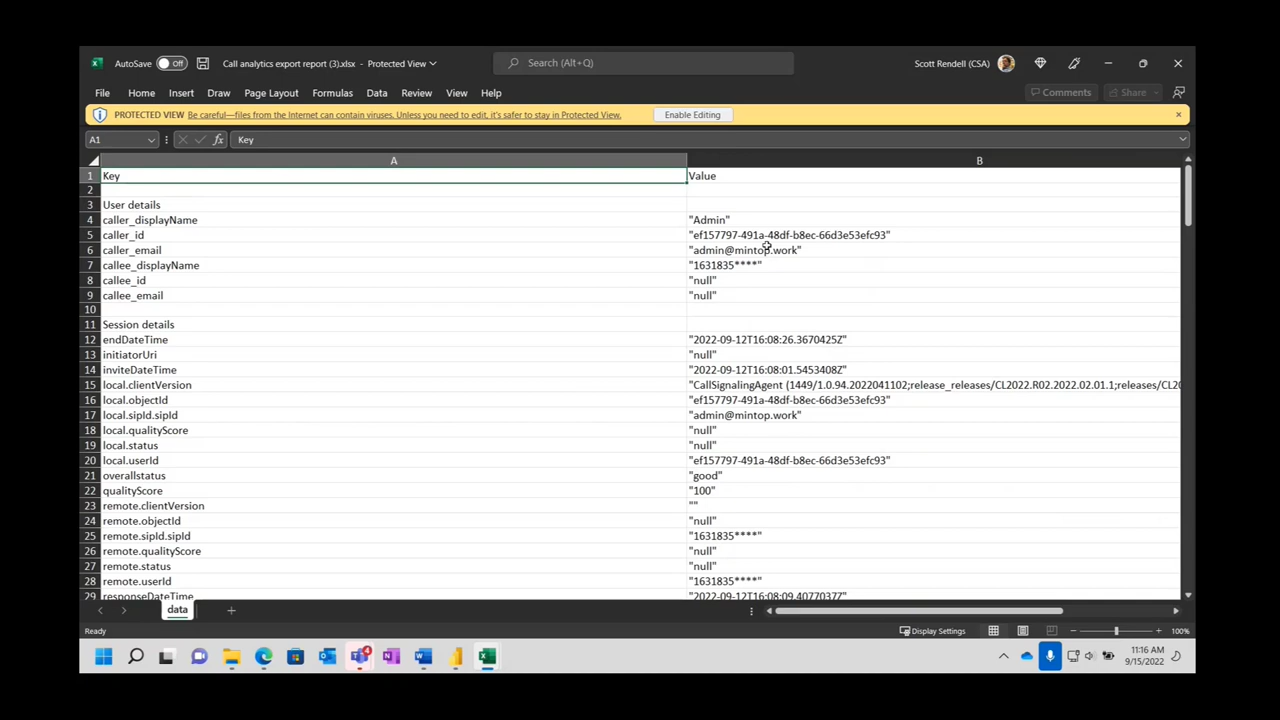 AutoSave Off Call analytics export report (3).xlsx - Protected View Search (Alt+Q) Scott Rendell (CSA)
File Home Insert Draw Page Layout Formulas Data Review View Help Comments Share
PROTECTED VIEW Be careful—files from the Internet can contain viruses. Unless you need to edit, it's safer to stay in Protected View. Enable Editing
A1 fx Key
A B
1 Key Value
2
3 User details
4 caller_displayName "Admin"
5 caller_id "ef157797-491a-48df-b8ec-66d3e53efc93"
6 caller_email "admin@mintop.work"
7 callee_displayName "1631835****"
8 callee_id "null"
9 callee_email "null"
10
11 Session details
12 endDateTime "2022-09-12T16:08:26.3670425Z"
13 initiatorUri "null"
14 inviteDateTime "2022-09-12T16:08:01.5453408Z"
15 local.clientVersion "CallSignalingAgent (1449/1.0.94.2022041102;release_releases/CL2022.R02.2022.02.01.1;releases/CL20
16 local.objectId "ef157797-491a-48df-b8ec-66d3e53efc93"
17 local.sipId.sipId "admin@mintop.work"
18 local.qualityScore "null"
19 local.status "null"
20 local.userId "ef157797-491a-48df-b8ec-66d3e53efc93"
21 overallstatus "good"
22 qualityScore "100"
23 remote.clientVersion ""
24 remote.objectId "null"
25 remote.sipId.sipId "1631835****"
26 remote.qualityScore "null"
27 remote.status "null"
28 remote.userId "1631835****"
29 responseDateTime "2022-09-12T16:08:09.4077037Z"
data
Ready Display Settings 100%
4 11:16 AM
9/15/2022